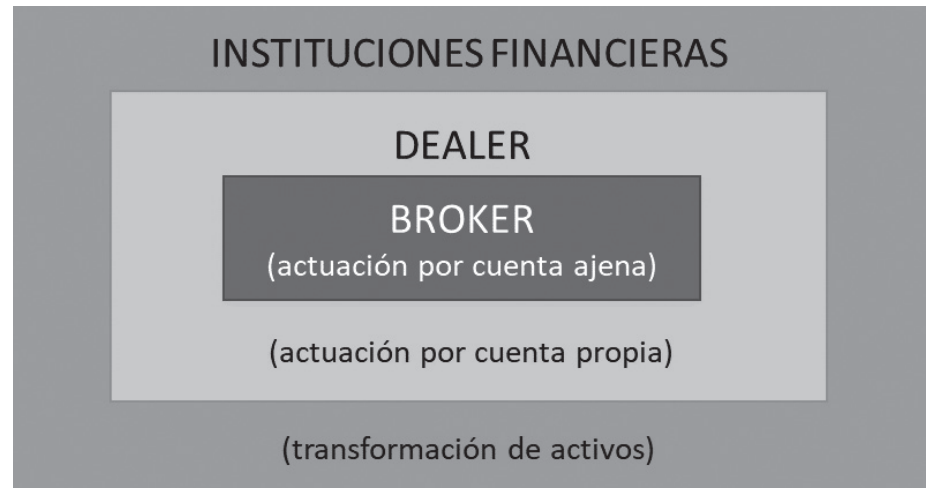 INSTITUCIONES FINANCIERAS
DEALER
BROKER
(actuación por cuenta ajena)
(actuación por cuenta propia)
(transformación de activos)